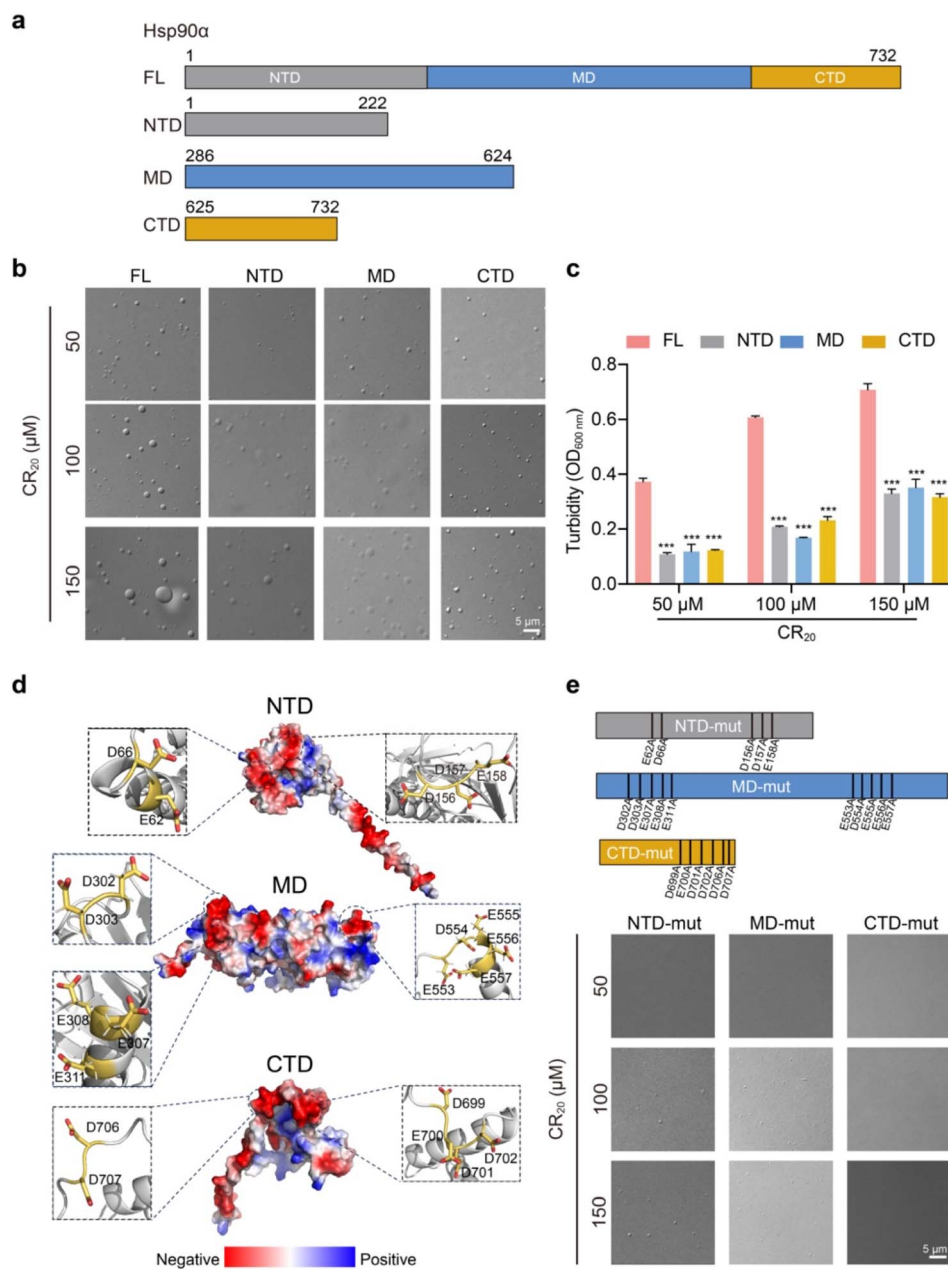 a
Hsp90α
1 732
FL NTD MD CTD
1 222
NTD
286 624
MD
625 732
CTD
b
FL NTD MD CTD
CR20 (µM)
50
100
150
5 µm
c
FL NTD MD CTD
Turbidity (OD600 nm)
0.8
0.6
0.4
0.2
0.0
*** *** ***
*** *** ***
*** *** ***
50 µM 100 µM 150 µM
CR20
d
NTD
D66
E62
D157 E158
D156
MD
D302
D303
E308
E307
E311
E555
D554
E556
E557
E553
CTD
D706
D707
D699
E700
D702
D701
Negative Positive
e
NTD-mut
E62A
D66A
D156A
D157A
E158A
MD-mut
D302A
D303A
E307A
E308A
E311A
E553A
D554A
E555A
E556A
E557A
CTD-mut
D699A
E700A
D701A
D702A
D706A
D707A
NTD-mut MD-mut CTD-mut
CR20 (µM)
50
100
150
5 µm